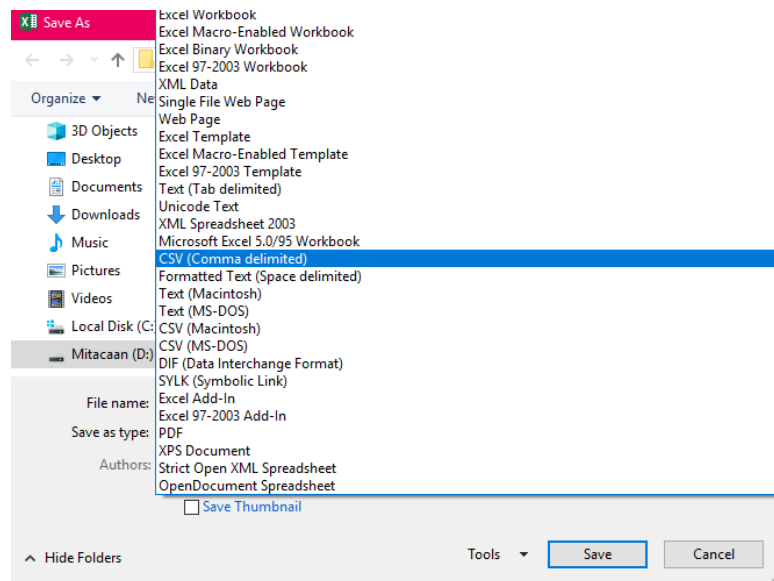 Save As
Organize
Ne
3D Objects
Desktop
Documents
Downloads
Music
Pictures
Videos
Local Disk (C:
Mitacaan (D:)
Excel Workbook
Excel Macro-Enabled Workbook
Excel Binary Workbook
Excel 97-2003 Workbook
XML Data
Single File Web Page
Web Page
Excel Template
Excel Macro-Enabled Template
Excel 97-2003 Template
Text (Tab delimited)
Unicode Text
XML Spreadsheet 2003
Microsoft Excel 5.0/95 Workbook
CSV (Comma delimited)
Formatted Text (Space delimited)
Text (Macintosh)
Text (MS-DOS)
CSV (Macintosh)
CSV (MS-DOS)
DIF (Data Interchange Format)
SYLK (Symbolic Link)
Excel Add-In
Excel 97-2003 Add-In
PDF
XPS Document
Strict Open XML Spreadsheet
OpenDocument Spreadsheet
File name:
Save as type:
Authors:
Save Thumbnail
Hide Folders
Tools
Save
Cancel